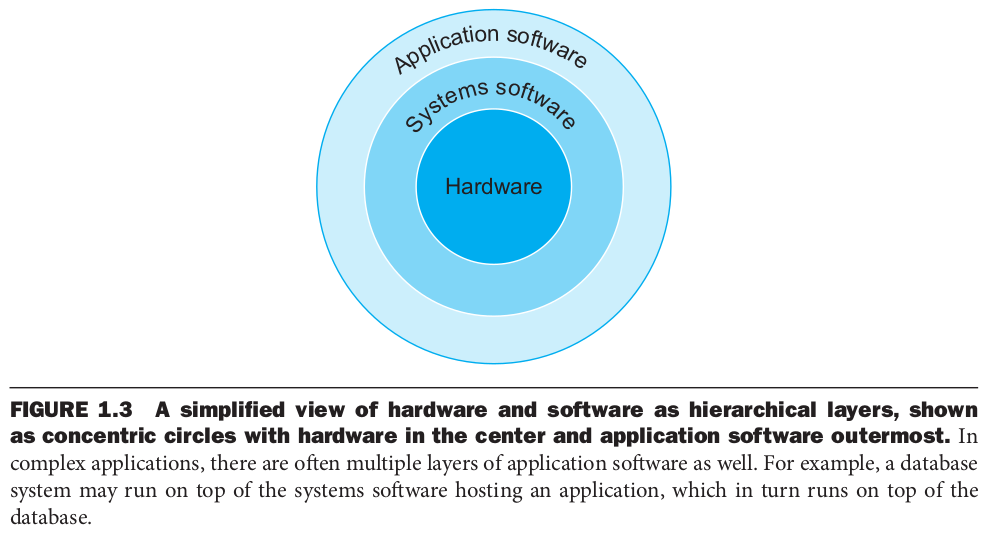 Application software
Systems software
Hardware
FIGURE 1.3 A simplified view of hardware and software as hierarchical layers, shown
as concentric circles with hardware in the center and application software outermost. In
complex applications, there are often multiple layers of application software as well. For example, a database
system may run on top of the systems software hosting an application, which in turn runs on top of the
database.